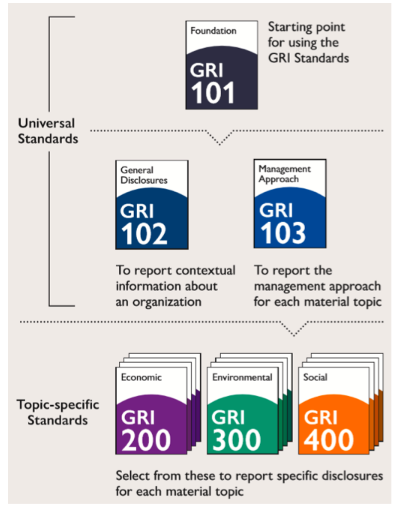 Foundation
GRI
101
Starting point
for using the
GRI Standards
Universal
Standards
General
Disclosures
GRI
102
Management
Approach
GRI
103
To report contextual
information about
an organization
To report the
management approach
for each material topic
Topic-specific
Standards
Economic
GRI
200
Environmental
GRI
300
Social
GRI
400
Select from these to report specific disclosures
for each material topic